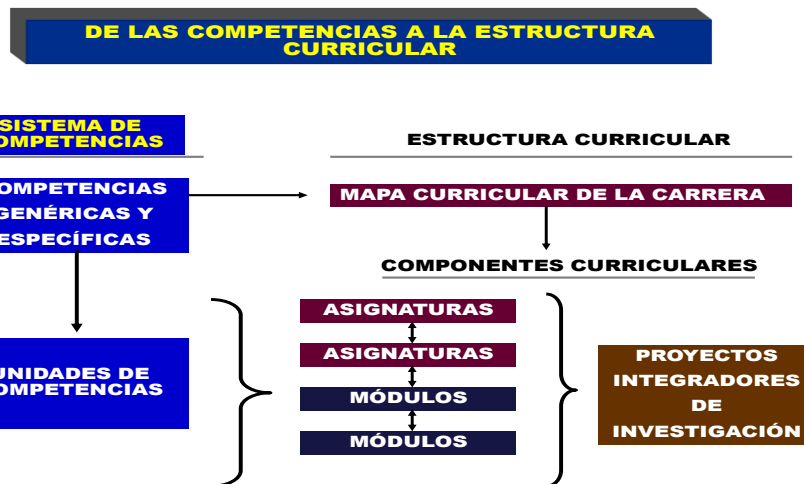 DE LAS COMPETENCIAS A LA ESTRUCTURA
CURRICULAR
SISTEMA DE
OMPETENCIAS
ESTRUCTURA CURRICULAR
OMPETENCIAS
GENÉRICAS Y
ESPECÍFICAS
MAPA CURRICULAR DE LA CARRERA
COMPONENTES CURRICULARES
ASIGNATURAS
ASIGNATURAS
MÓDULOS
MÓDULOS
UNIDADES DE
OMPETENCIAS
PROYECTOS
INTEGRADORES
DE
INVESTIGACIÓN